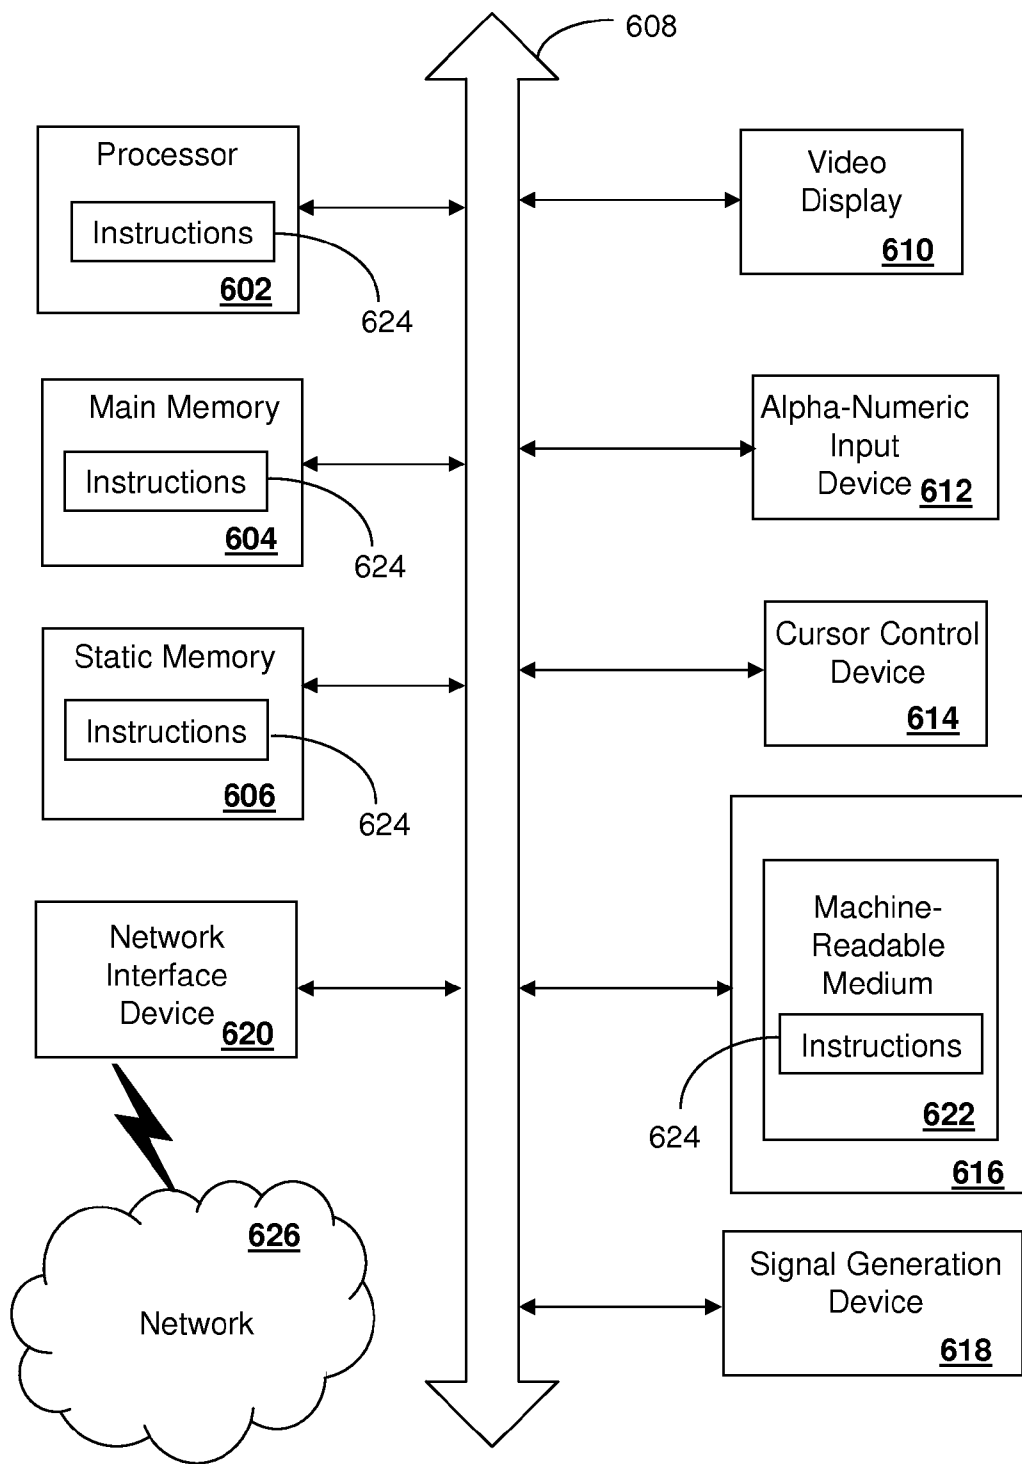 608
Processor
Instructions
602
624
Main Memory
Instructions
604
624
Static Memory
Instructions
606
624
Network
Interface
Device 620
626
Network
Video
Display
610
Alpha-Numeric
Input
Device 612
Cursor Control
Device
614
Machine-
Readable
Medium
Instructions
622
624
616
Signal Generation
Device
618